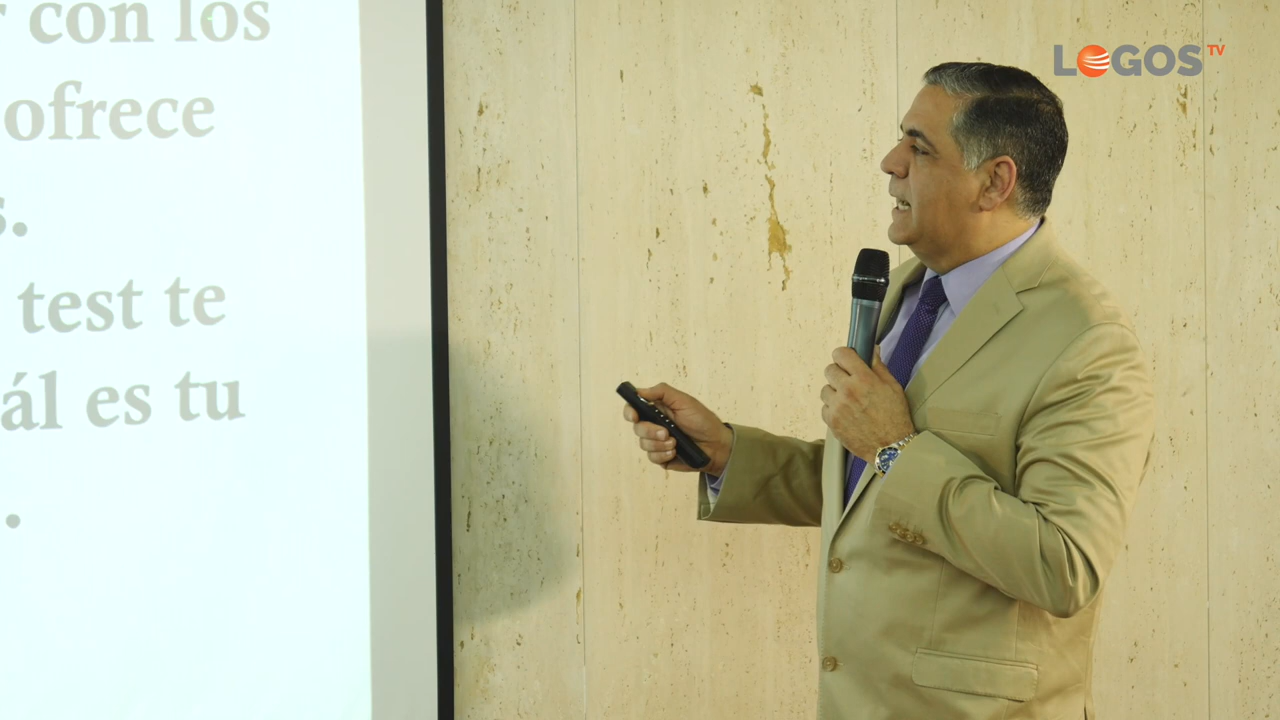 con los
ofrece
s.
test te
ál es tu
.
LOGOS TV